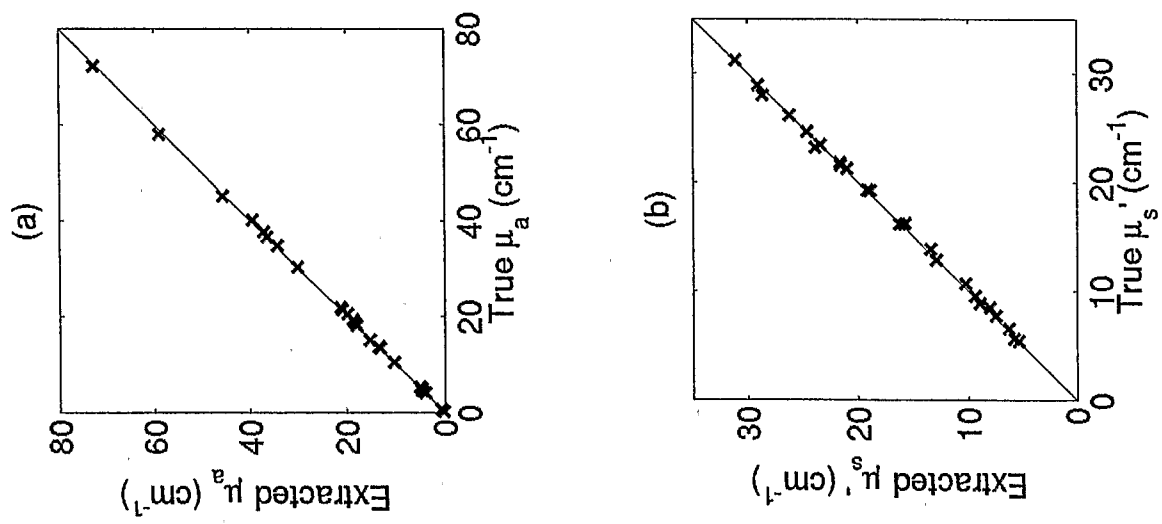 (a)
Extracted μa (cm-1)
80
60
40
20
0
0 20 40 60 80
True μa (cm-1)
(b)
Extracted μs' (cm-1)
30
20
10
0
0 10 20 30
True μs' (cm-1)